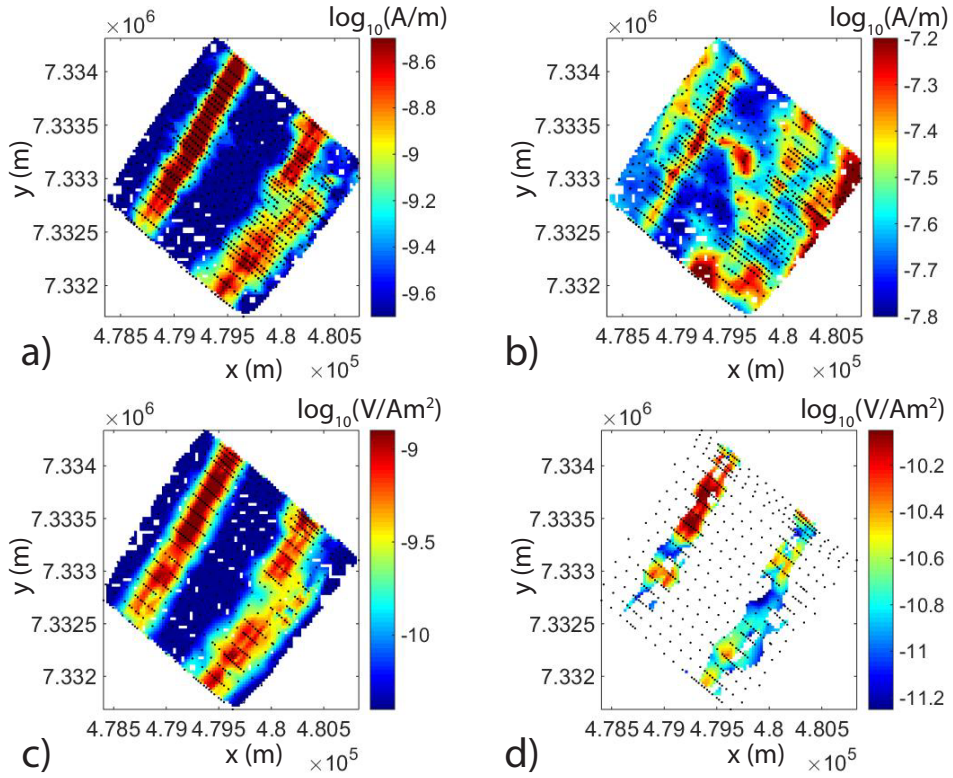 ×10⁶ log₁₀(A/m)
7.334
7.3335
7.333
7.3325
7.332
y (m)
-8.6
-8.8
-9
-9.2
-9.4
-9.6
4.785 4.79 4.795 4.8 4.805
a) x (m) ×10⁵
×10⁶ log₁₀(A/m)
7.334
7.3335
7.333
7.3325
7.332
y (m)
-7.2
-7.3
-7.4
-7.5
-7.6
-7.7
-7.8
4.785 4.79 4.795 4.8 4.805
b) x (m) ×10⁵
×10⁶ log₁₀(V/Am²)
7.334
7.3335
7.333
7.3325
7.332
y (m)
-9
-9.5
-10
4.785 4.79 4.795 4.8 4.805
c) x (m) ×10⁵
×10⁶ log₁₀(V/Am²)
7.334
7.3335
7.333
7.3325
7.332
y (m)
-10.2
-10.4
-10.6
-10.8
-11
-11.2
4.785 4.79 4.795 4.8 4.805
d) x (m) ×10⁵